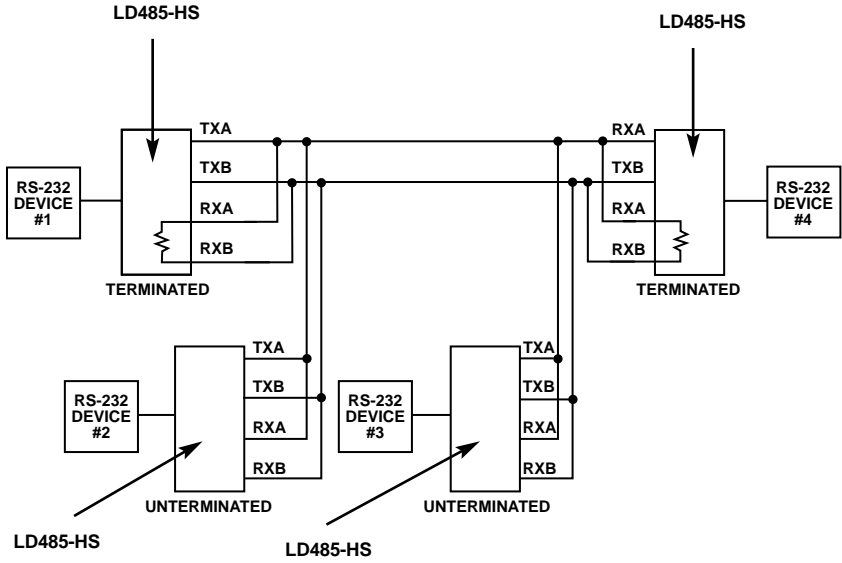 LD485-HS
LD485-HS
TXA
RXA
TXB
TXB
RS-232
DEVICE
#1
RXA
RXA
RS-232
DEVICE
#4
RXB
RXB
TERMINATED
TERMINATED
TXA
TXA
TXB
TXB
RS-232
DEVICE
#2
RS-232
DEVICE
#3
RXA
RXA
RXB
RXB
UNTERMINATED
UNTERMINATED
LD485-HS
LD485-HS